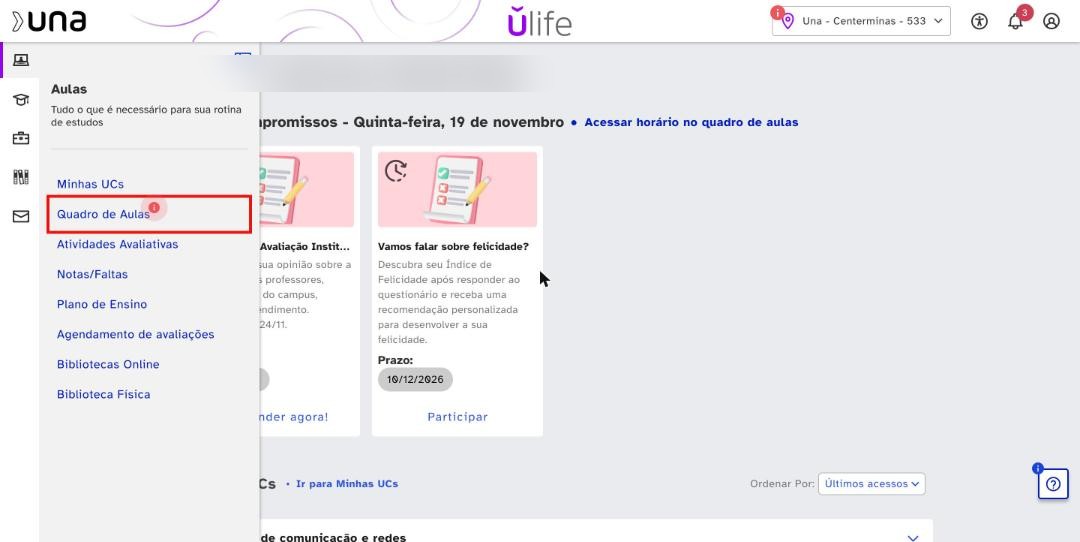 una
ulife
Una - Centerminas - 533
3
Aulas
Tudo o que é necessário para sua rotina
de estudos
Minhas UCs
Quadro de Aulas
Atividades Avaliativas
Notas/Faltas
Plano de Ensino
Agendamento de avaliações
Bibliotecas Online
Biblioteca Física
promissos - Quinta-feira, 19 de novembro • Acessar horário no quadro de aulas
Avaliação Instit...
sua opinião sobre a
professores,
do campus,
endimento.
24/11.
nder agora!
Vamos falar sobre felicidade?
Descubra seu Índice de
Felicidade após responder ao
questionário e receba uma
recomendação personalizada
para desenvolver a sua
felicidade.
Prazo:
10/12/2026
Participar
Cs • Ir para Minhas UCs
Ordenar Por: Últimos acessos
de comunicação e redes